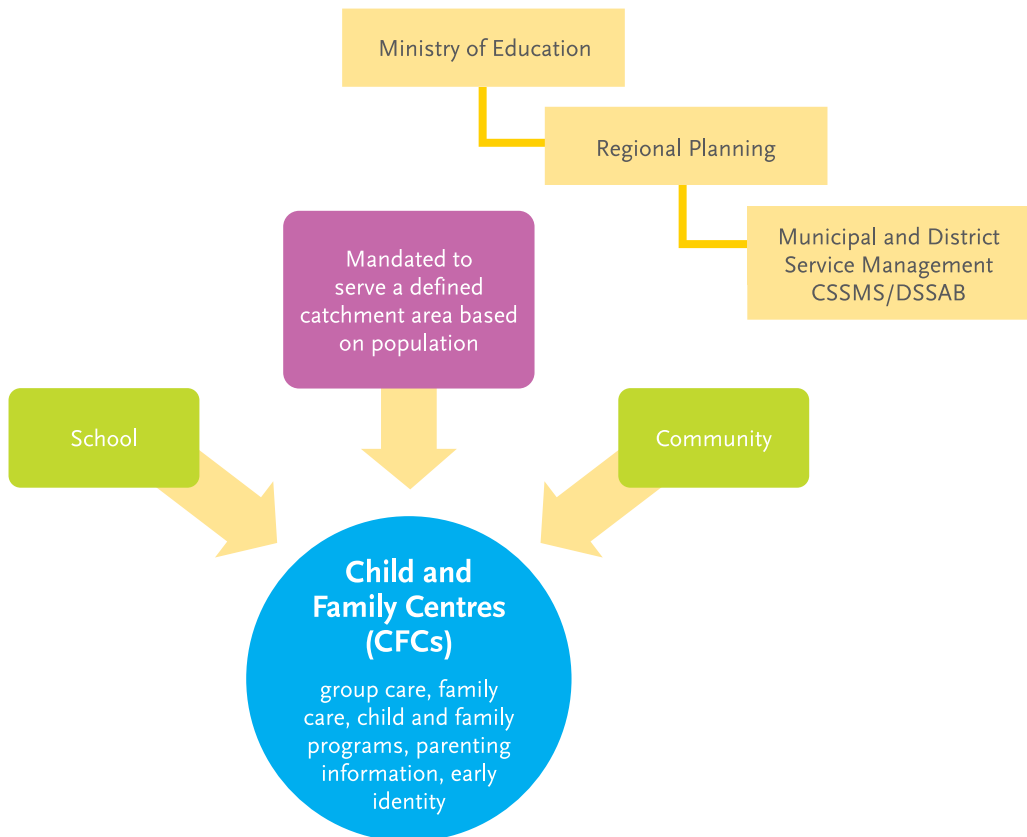 Ministry of Education
Regional Planning
Municipal and District
Service Management
CSSMS/DSSAB
Mandated to
serve a defined
catchment area based
on population
School
Community
Child and
Family Centres
(CFCs)
group care, family
care, child and family
programs, parenting
information, early
identity